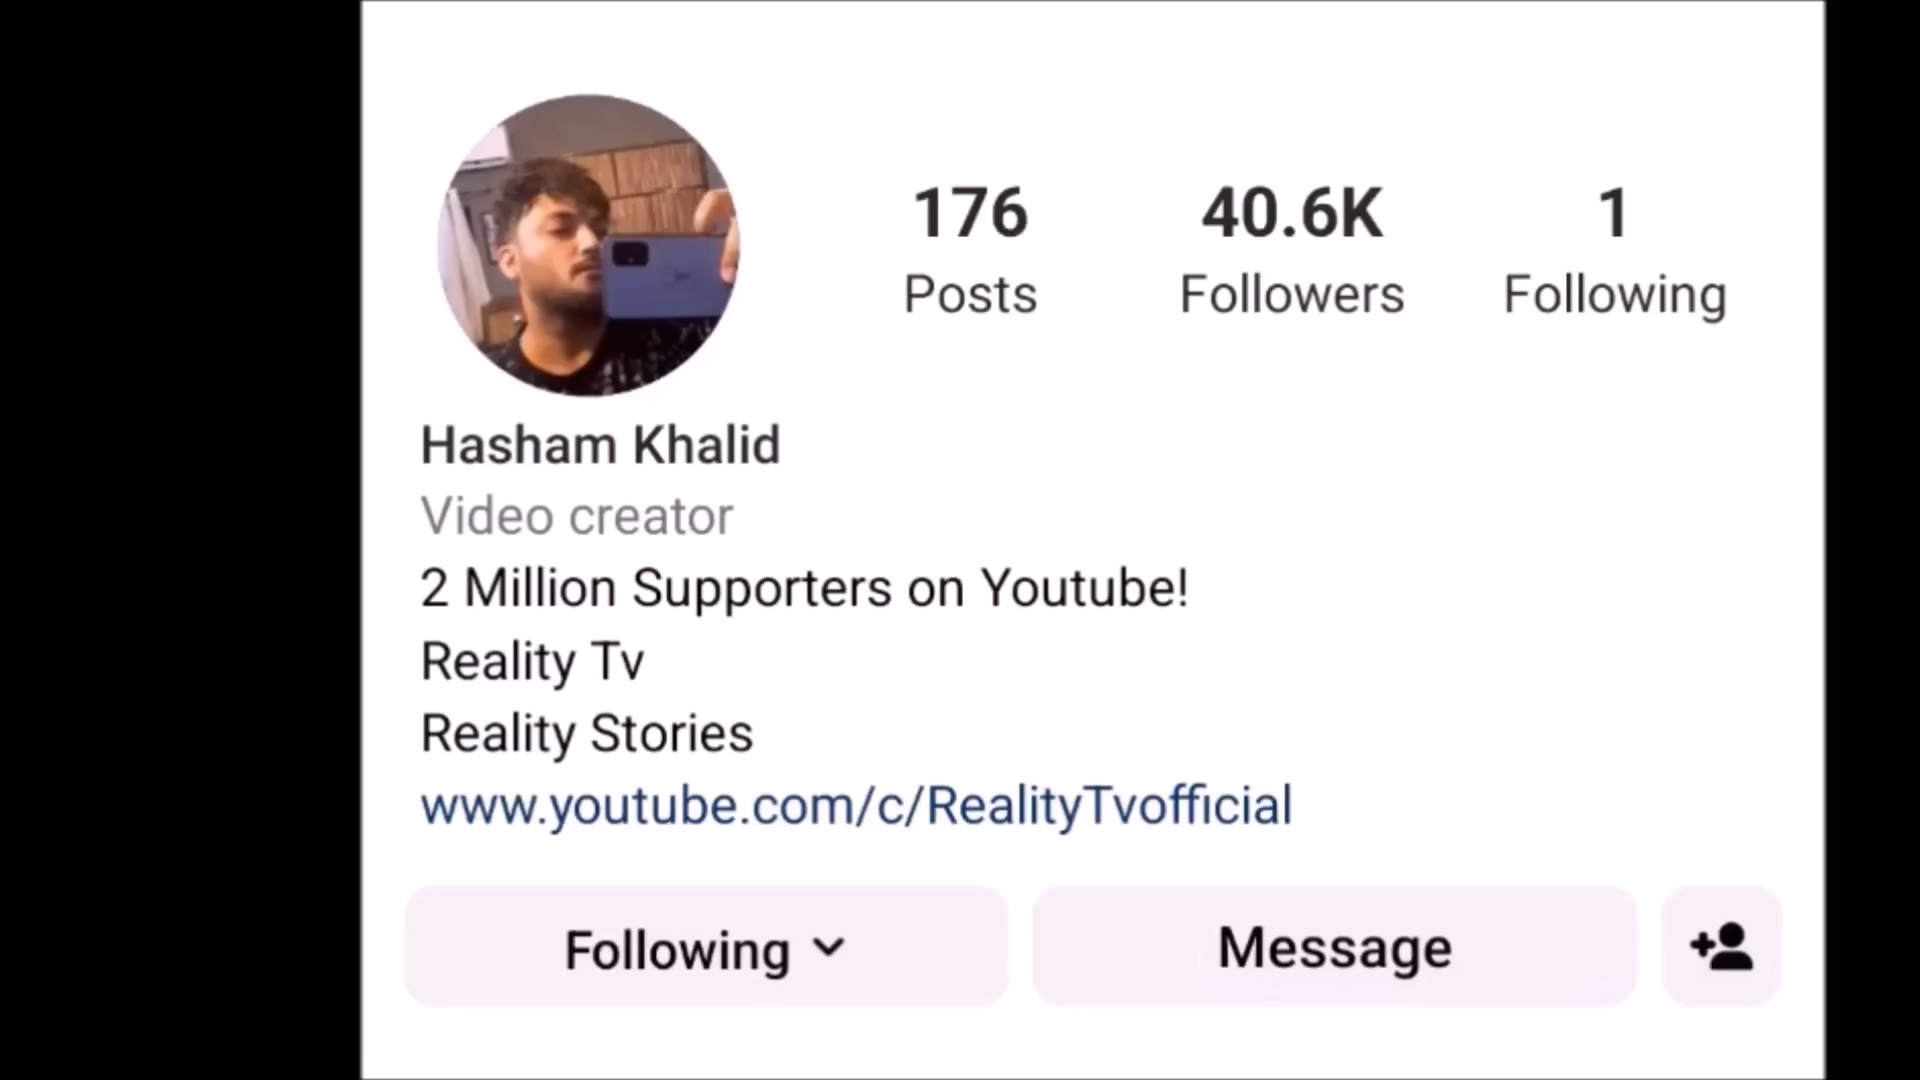 176 40.6K 1
Posts Followers Following
Hasham Khalid
Video creator
2 Million Supporters on Youtube!
Reality Tv
Reality Stories
www.youtube.com/c/RealityTvofficial
Following Message